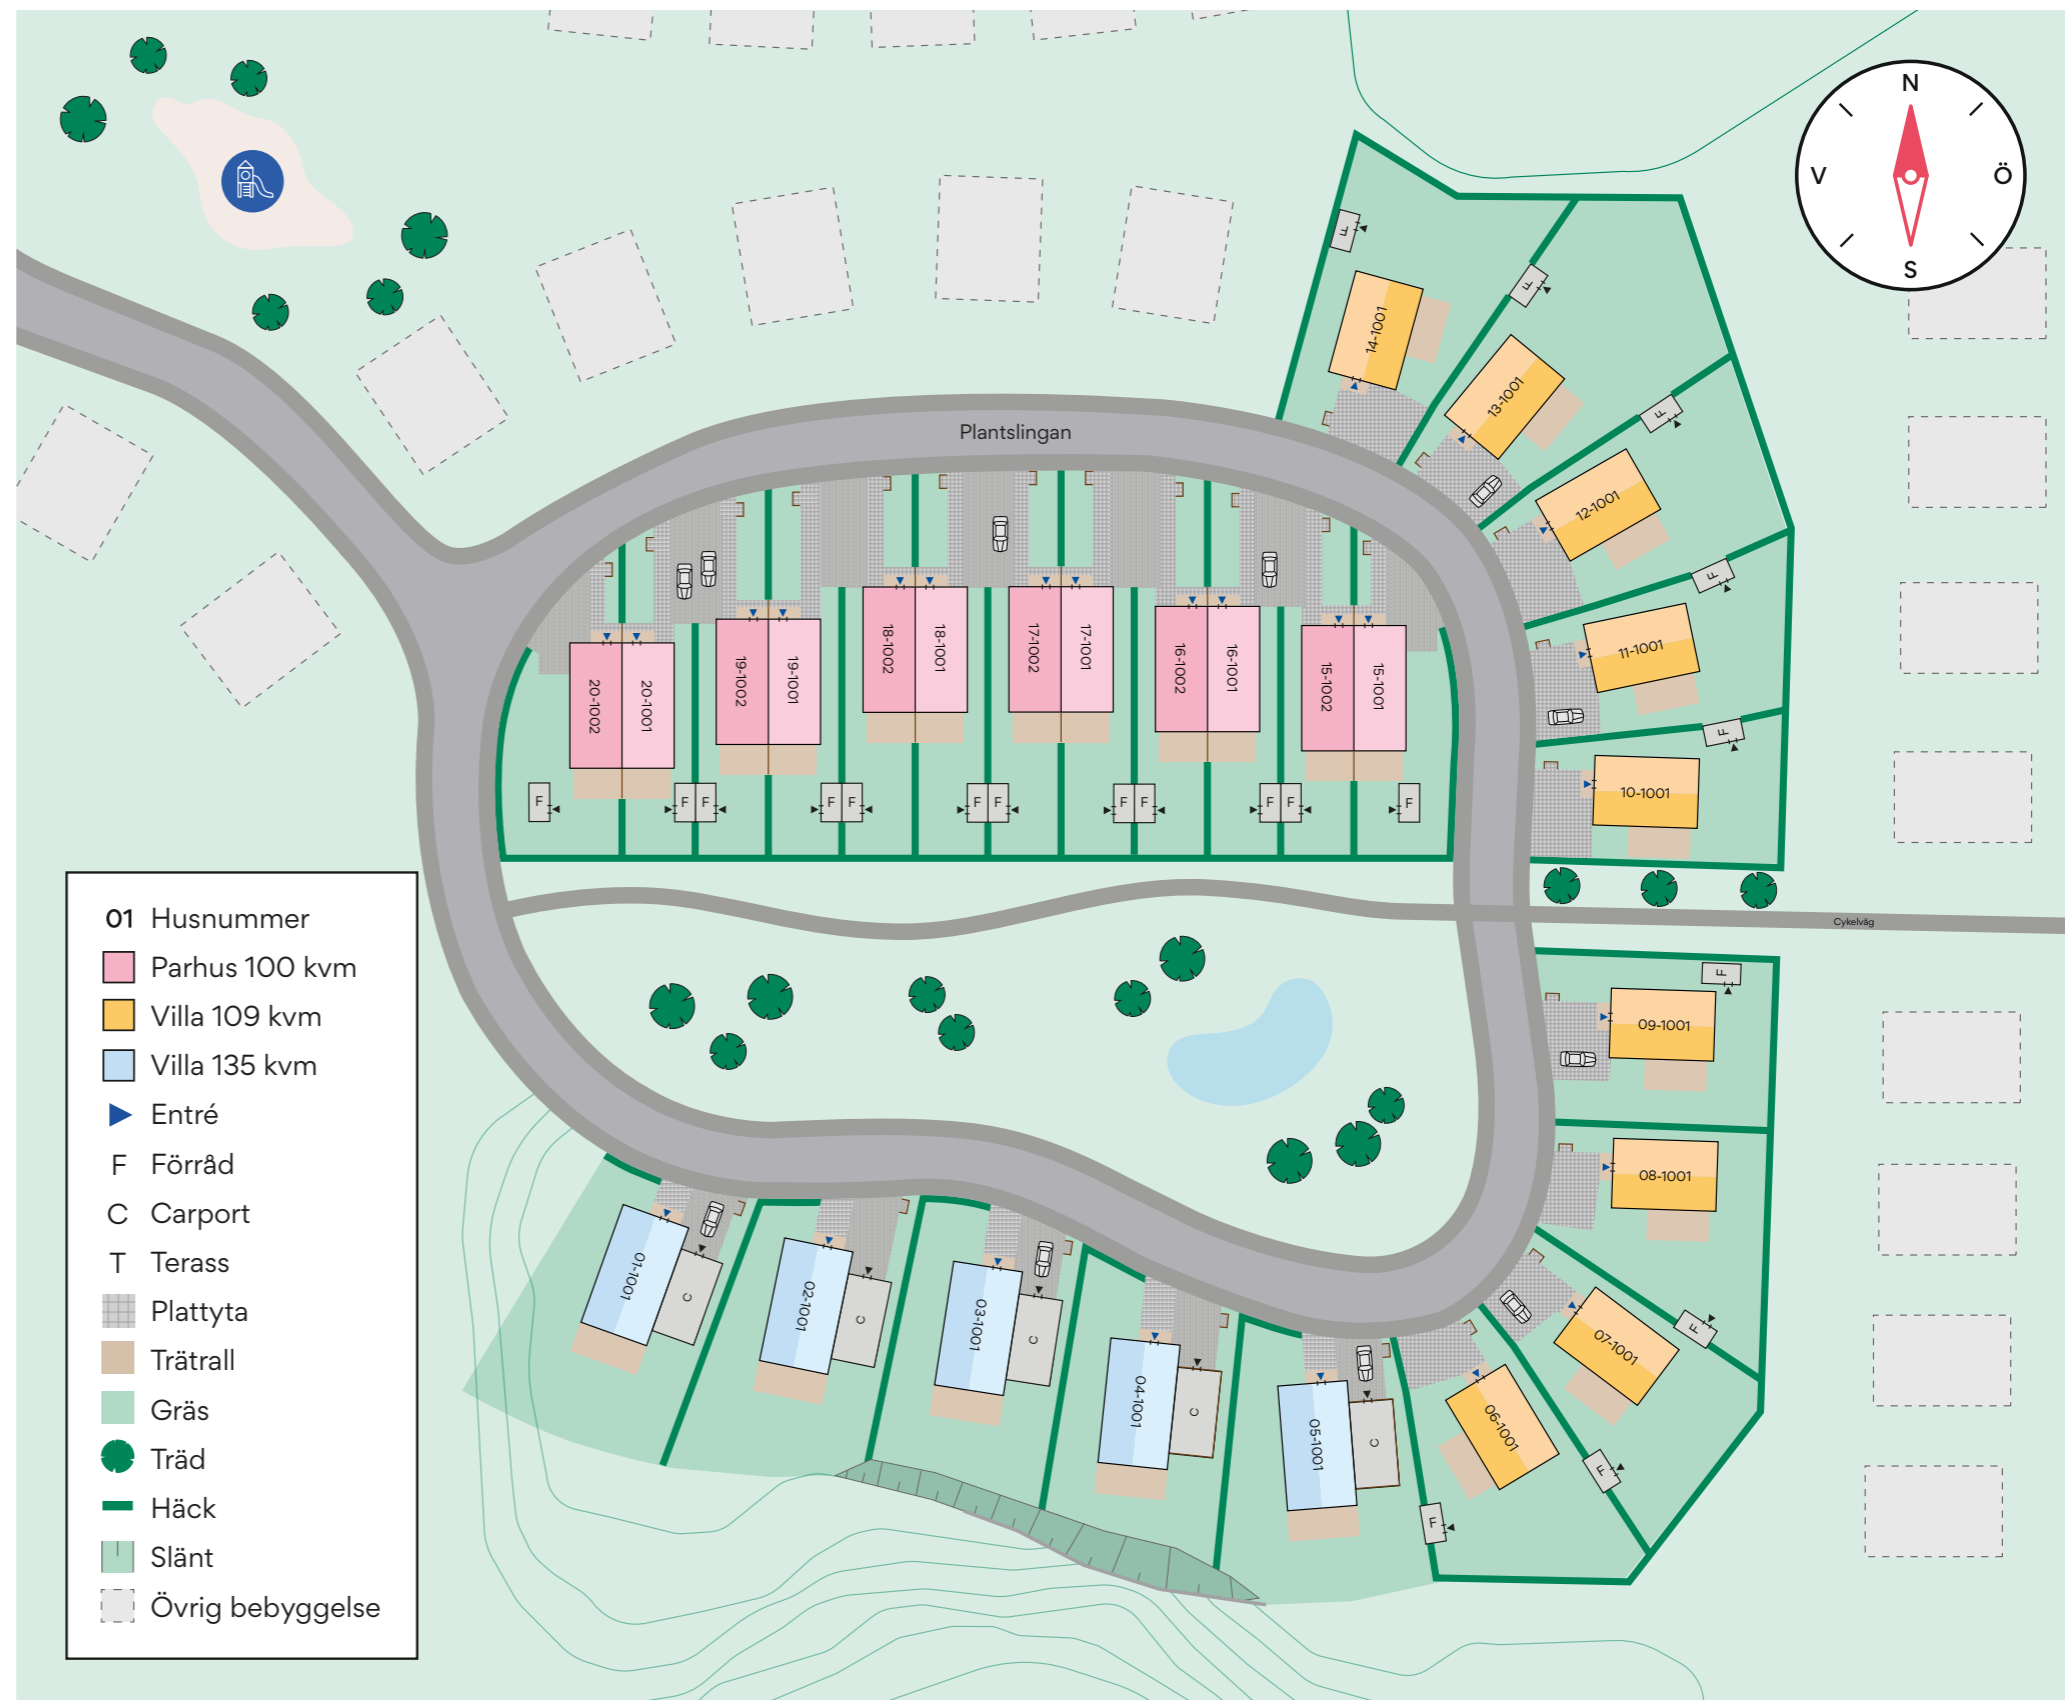 N
V
Ö
S
Plantslingan
F
F
F
F
F
14-1001
13-1001
12-1001
11-1001
10-1001
20-1002
20-1001
19-1002
19-1001
18-1002
18-1001
17-1002
17-1001
16-1002
16-1001
15-1002
15-1001
F
F F
F F
F F
F F
F F
F
Cykelväg
F
09-1001
08-1001
07-1001
F
06-1001
F
F
01-1001
C
02-1001
C
03-1001
C
04-1001
C
05-1001
C
01 Husnummer
Parhus 100 kvm
Villa 109 kvm
Villa 135 kvm
Entré
F Förråd
C Carport
T Terass
Plattyta
Trätrall
Gräs
Träd
Häck
Slänt
Övrig bebyggelse